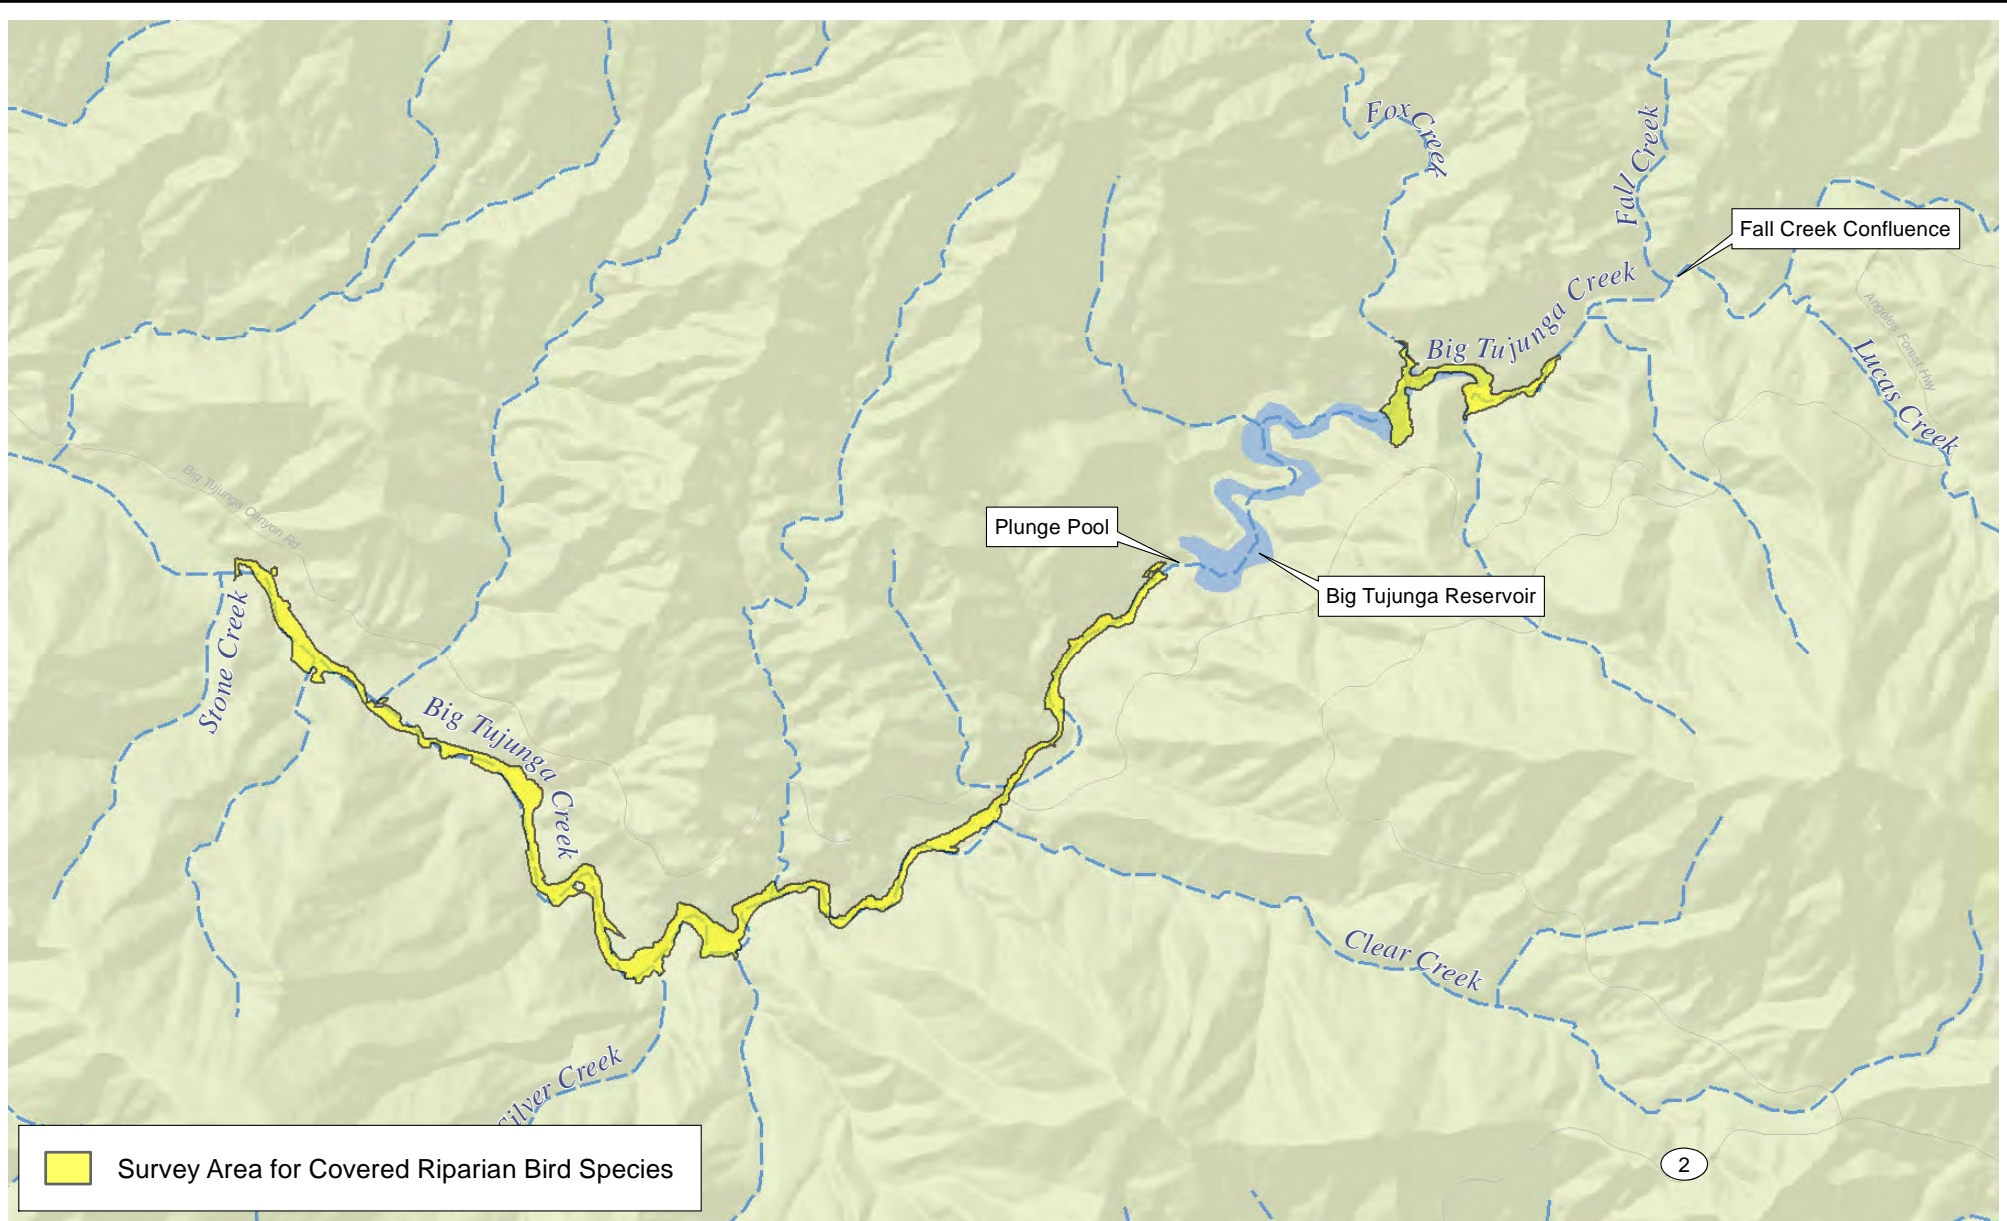 Fox Creek
Fall Creek
Fall Creek Confluence
Big Tujunga Creek
Angeles Forest Hwy
Lucas Creek
Big Tujunga Canyon Rd
Plunge Pool
Big Tujunga Reservoir
Stone Creek
Big Tujunga Creek
Clear Creek
Silver Creek
Survey Area for Covered Riparian Bird Species
2